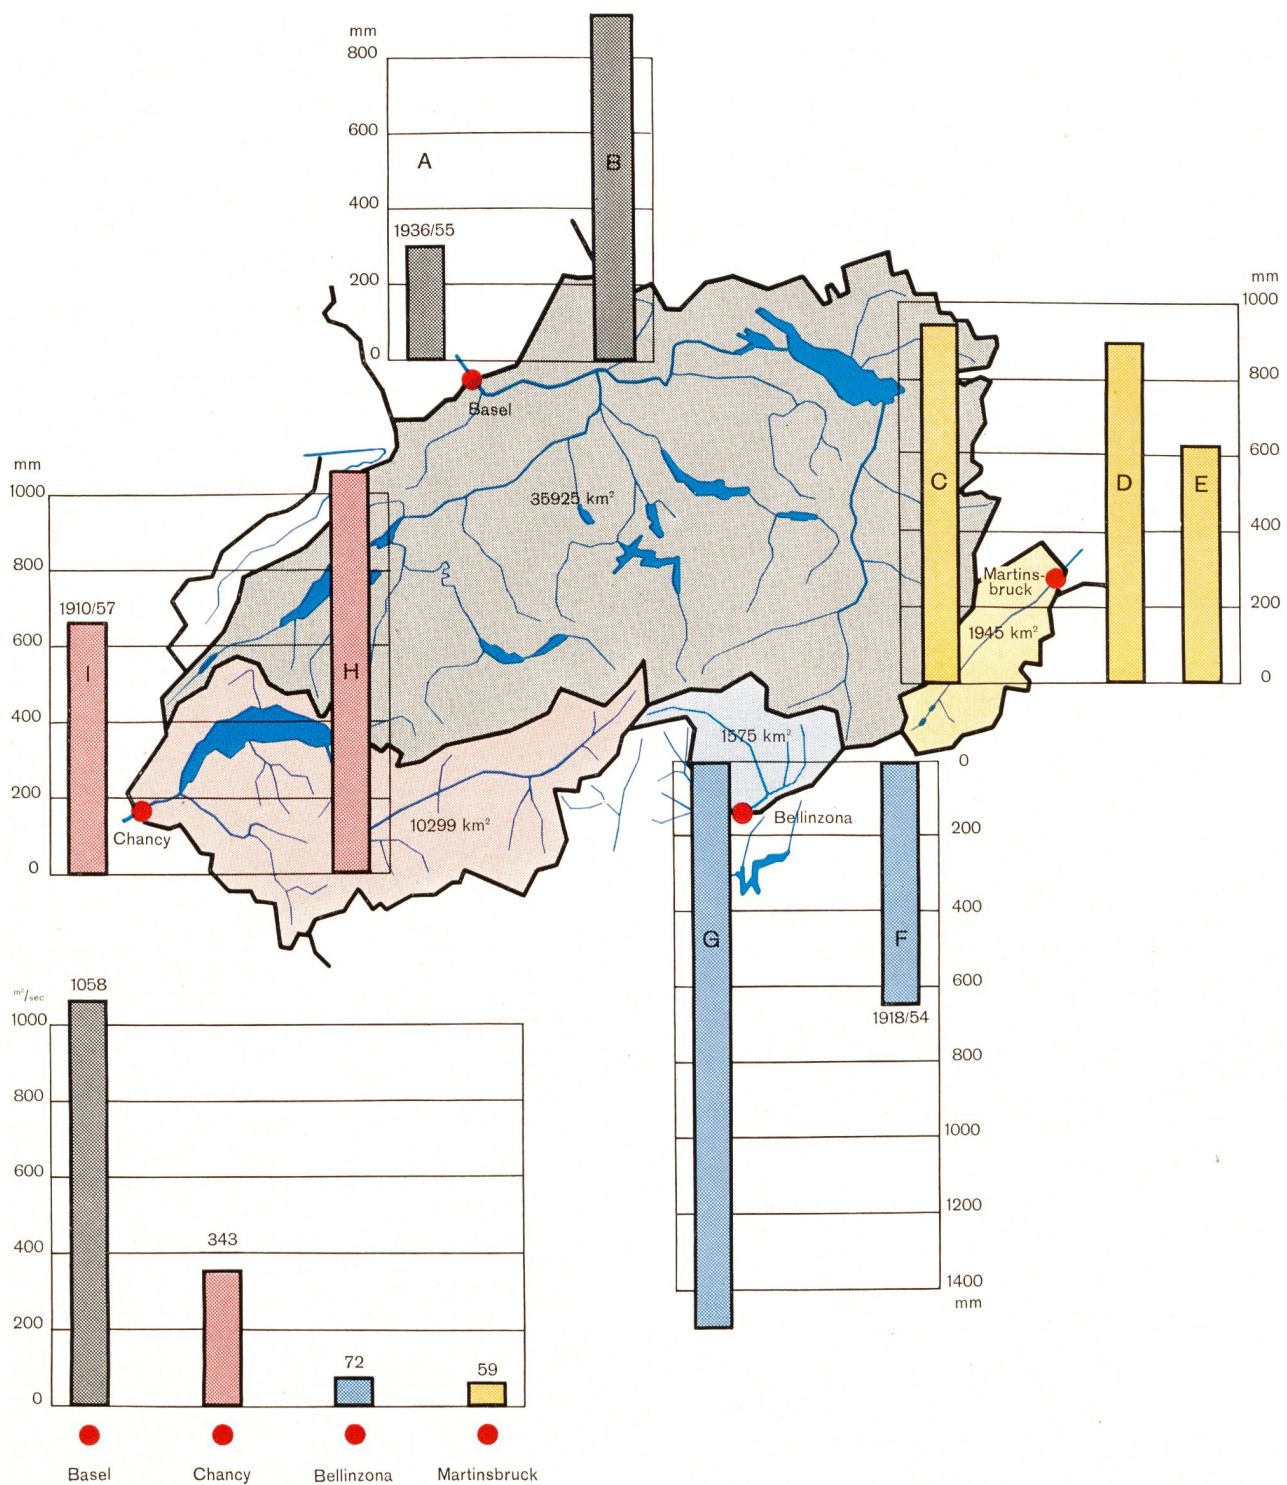 mm
800
600
400
200
0
A
B
1936/55
mm
1000
800
600
400
200
0
C
D
E
Basel
35925 km²
Martins-
bruck
1945 km²
mm
1000
800
600
400
200
0
1910/57
I
H
Chancy
10299 km²
1575 km²
Bellinzona
0
200
400
600
800
1000
1200
1400
mm
G
F
1918/54
m³/sec
1000
800
600
400
200
0
1058
343
72
59
Basel
Chancy
Bellinzona
Martinsbruck